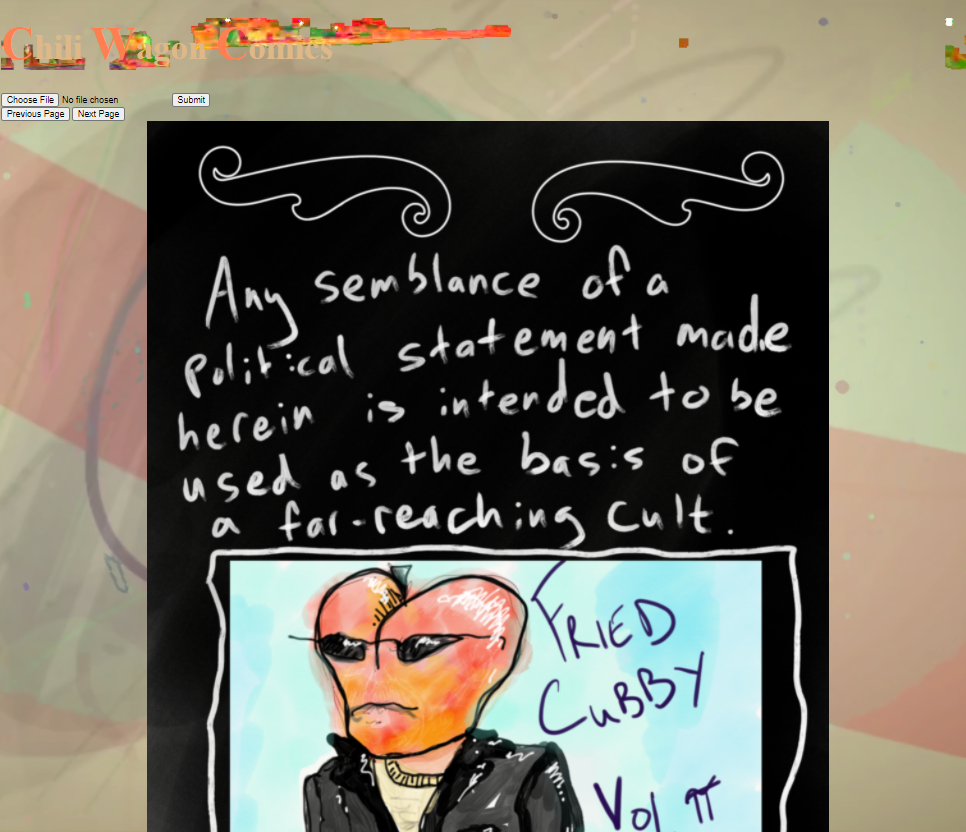 Chili Wagon Comics
Choose File No file chosen Submit
Previous Page Next Page
Any semblance of a
political statement made
herein is intended to be
used as the basis of
a far-reaching cult.
FRIED
CUBBY
Vol. π